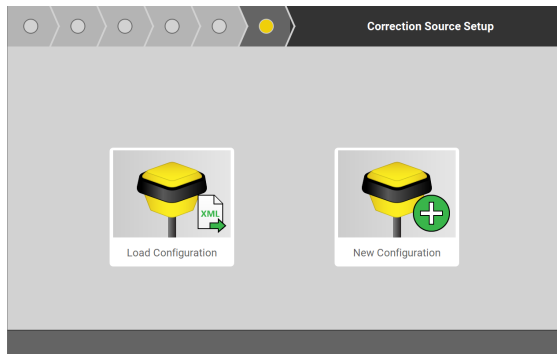 Correction Source Setup
XML
Load Configuration
New Configuration